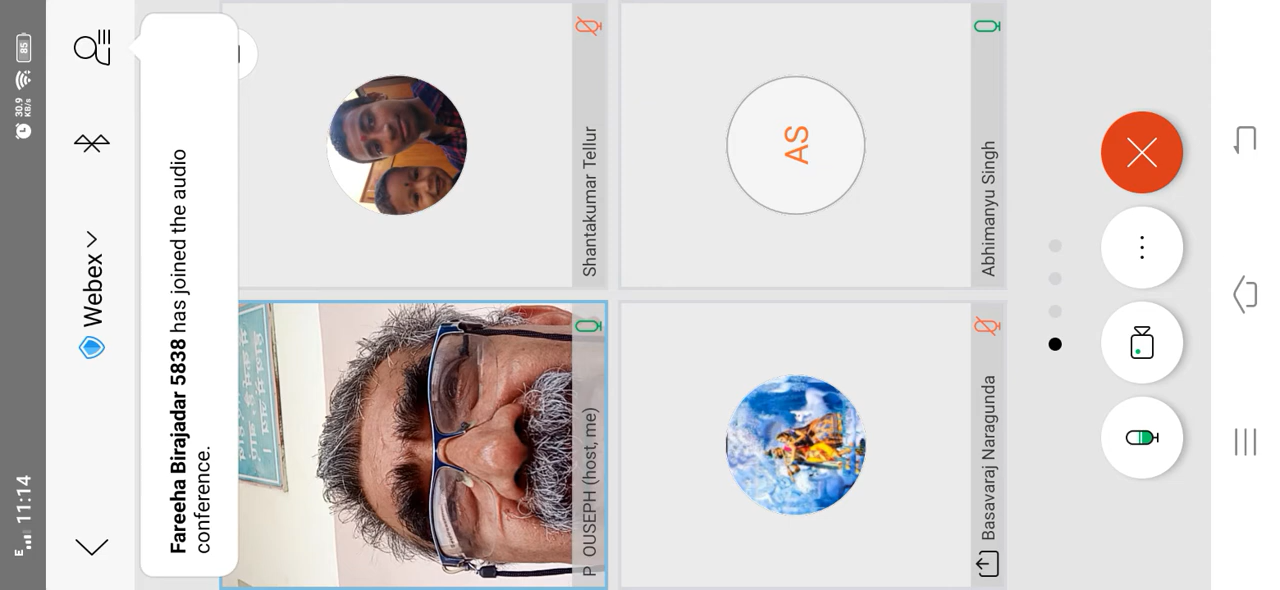 11:14
30.9
KB/s
85
Webex
Fareeha Birajadar 5838 has joined the audio
conference.
P OUSEPH (host, me)
Shantakumar Tellur
Basavaraj Naragunda
AS
Abhimanyu Singh